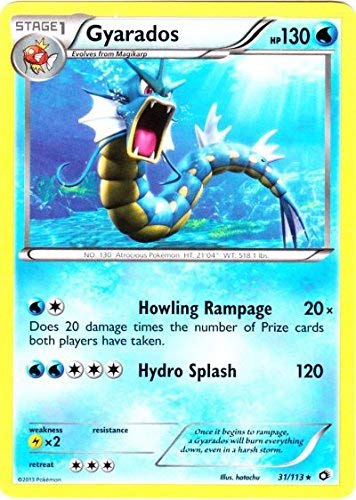 STAGE1
Gyarados
HP130
Evolves from Magikarp
NO. 130 Atrocious Pokémon HT. 21'04" WT. 518.1 lbs.
Howling Rampage 20×
Does 20 damage times the number of Prize cards
both players have taken.
Hydro Splash 120
weakness
resistance
×2
retreat
Once it begins to rampage,
a Gyarados will burn everything
down, even in a harsh storm.
©2013 Pokémon
Illus. hatachu
31/113 ★